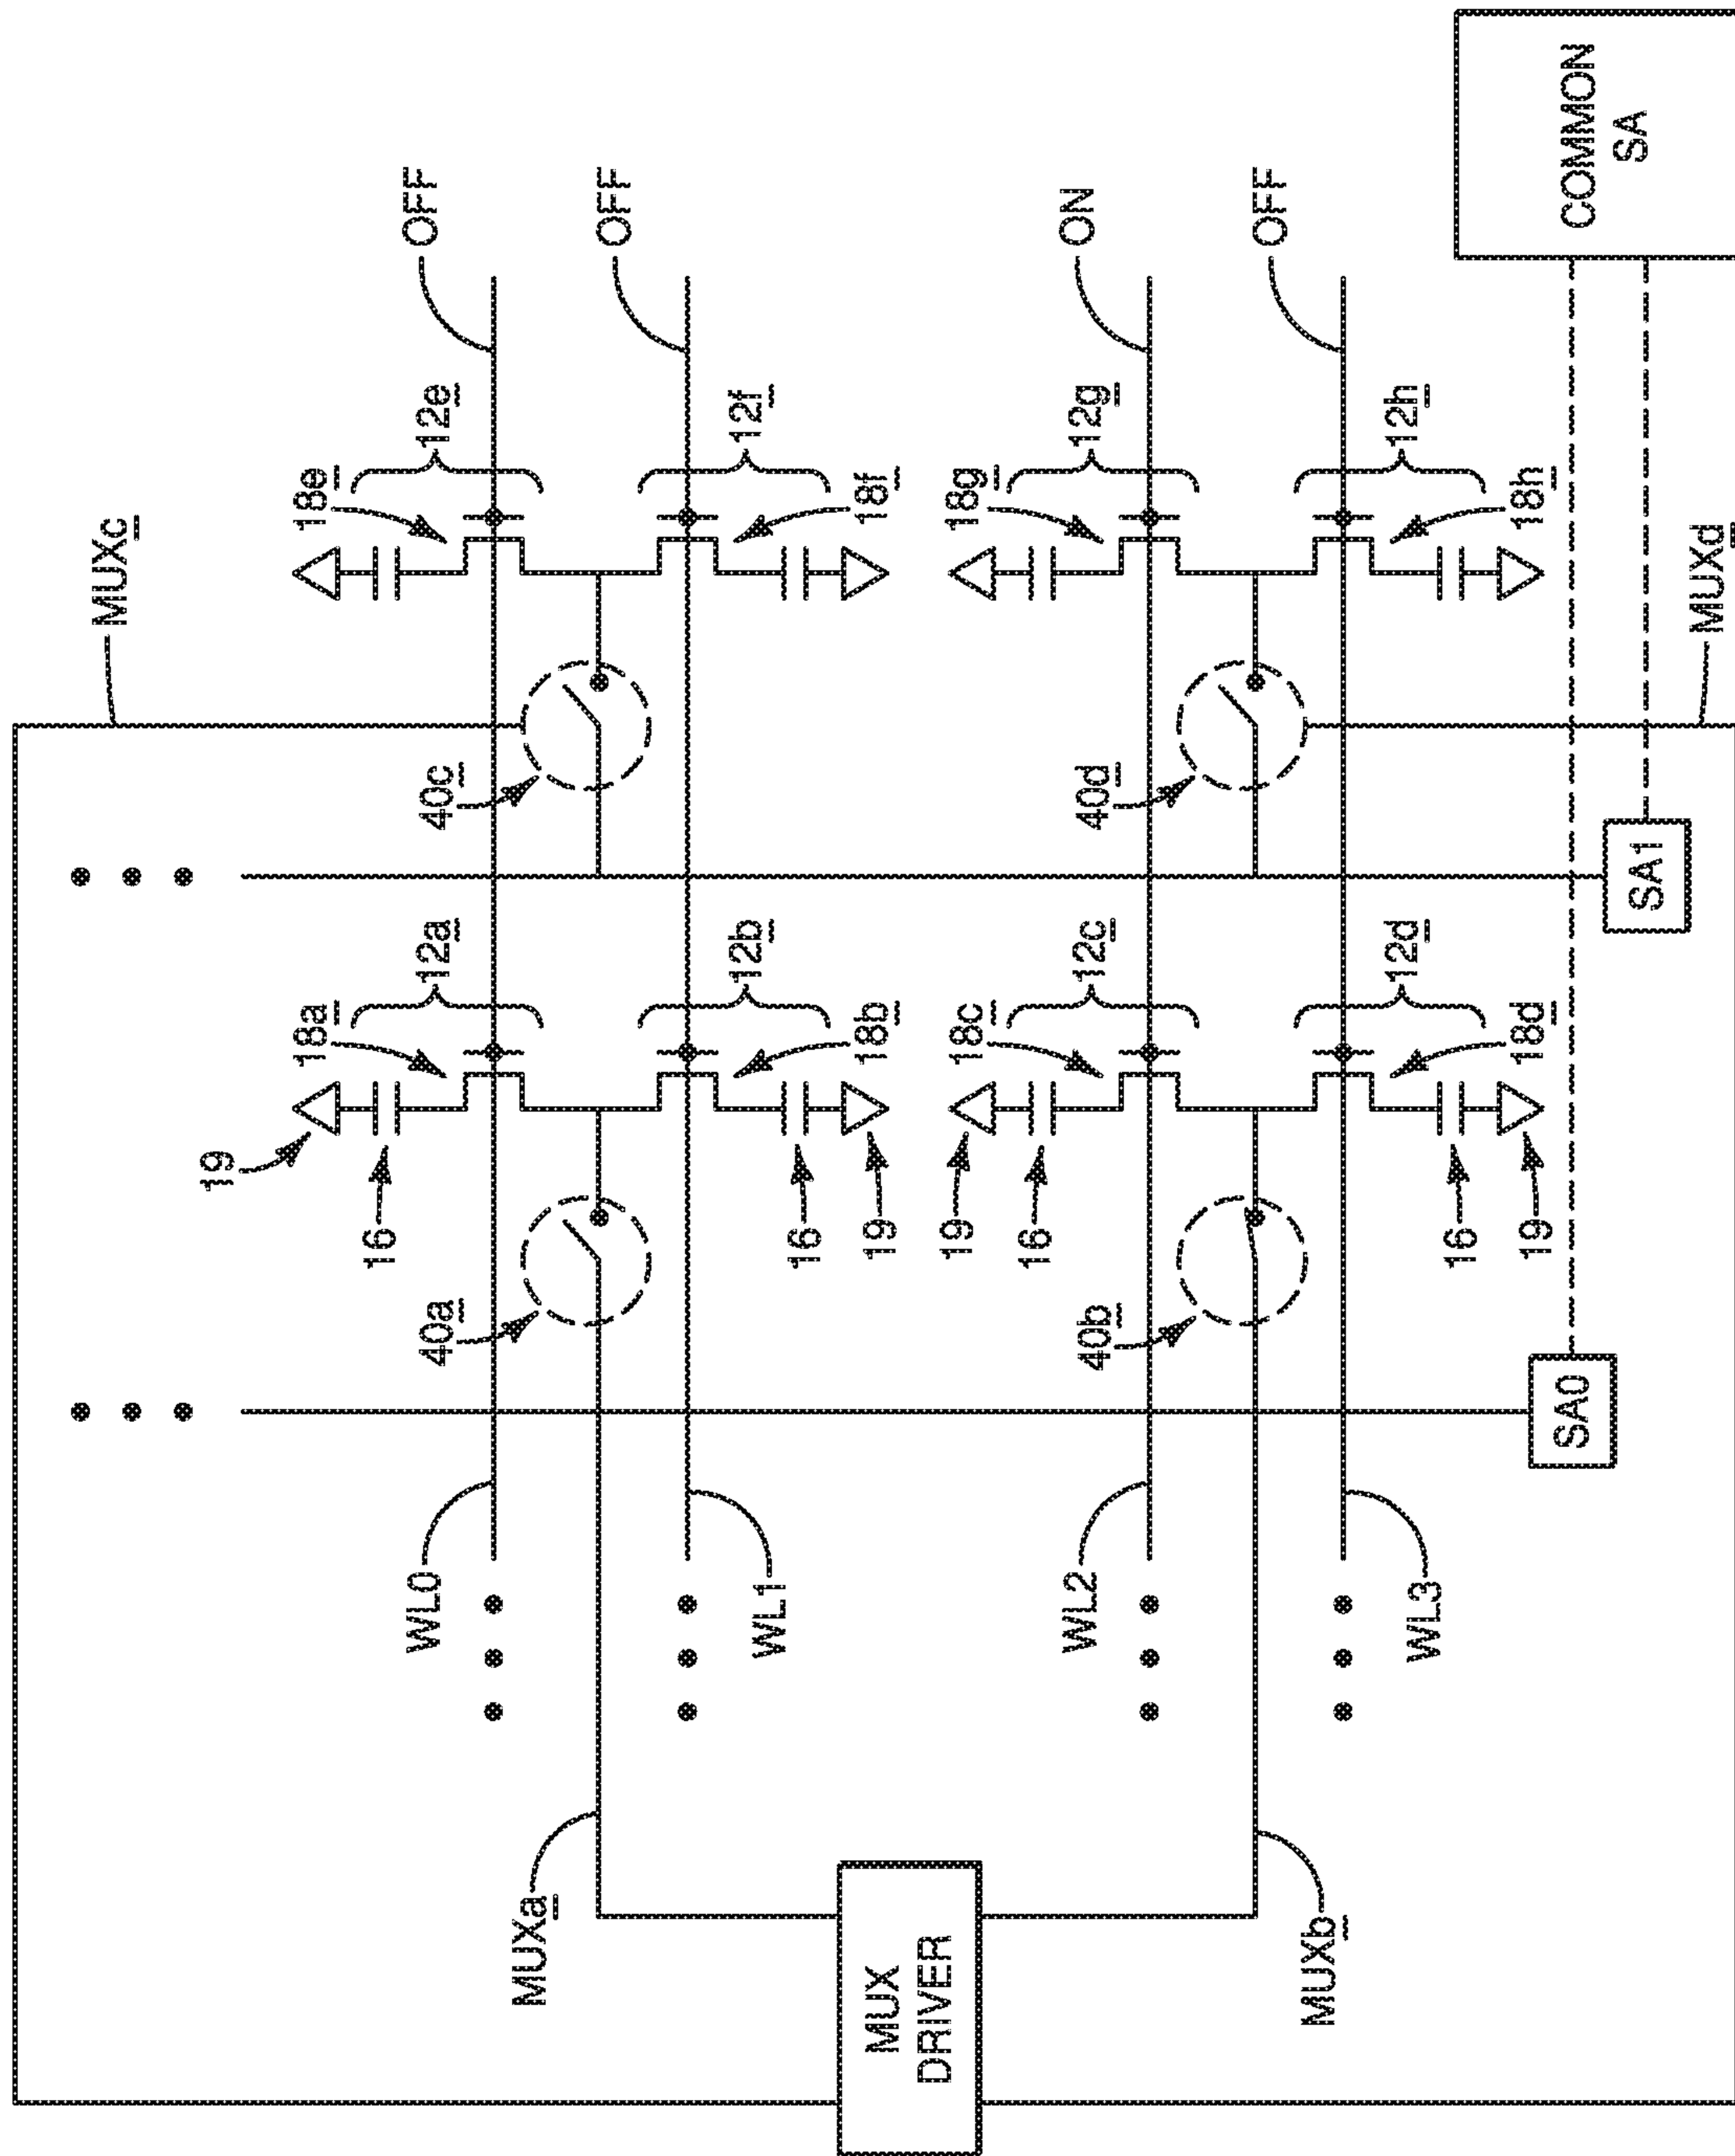 MUXc
19
18a
18e
16
WL0
40a
12a
40c
12e
OFF
MUXa
OFF
WL1
12b
12f
16
MUX
DRIVER
19
18b
18f
19
18c
18g
16
WL2
40b
12c
40d
12g
ON
OFF
MUXb
WL3
12d
12h
16
19
18d
18h
SA0
COMMON
SA
SA1
MUXd